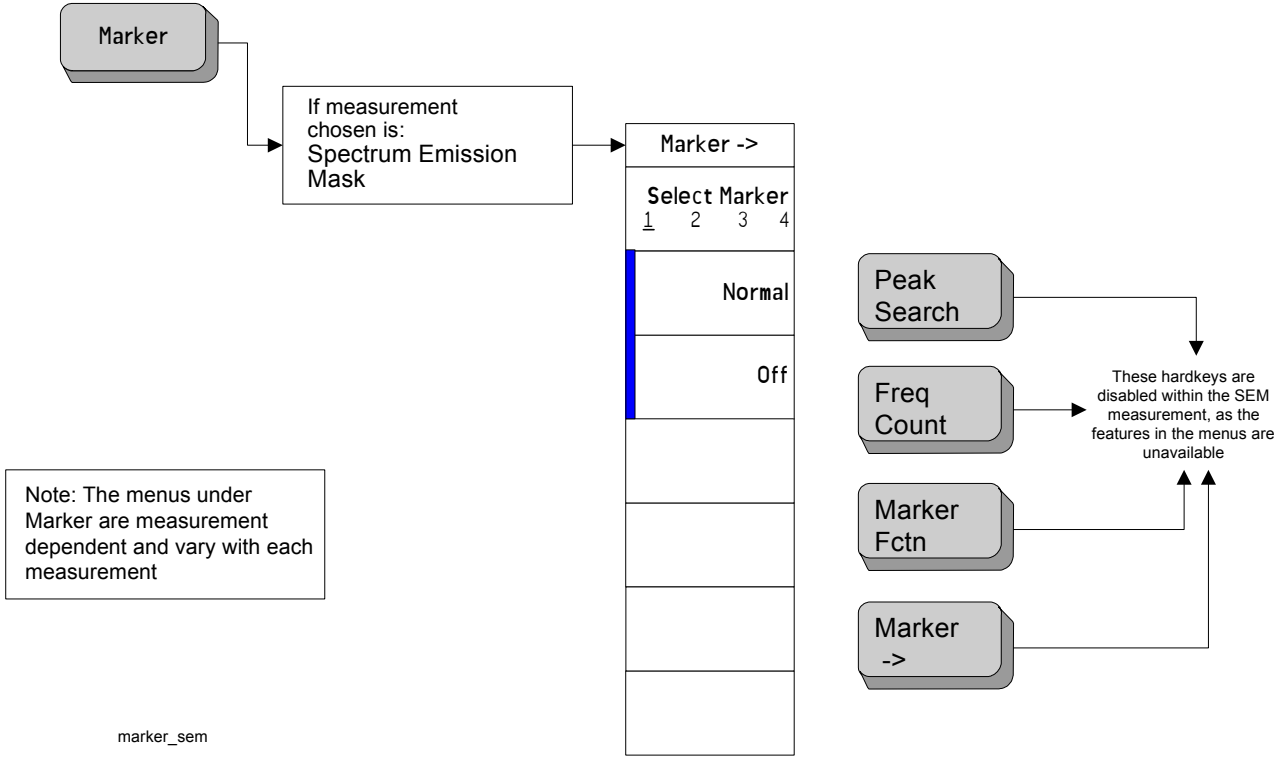 Marker
If measurement
chosen is:
Spectrum Emission
Mask
Marker ->
Select Marker
1 2 3 4
Normal
Off
Peak
Search
Freq
Count
Marker
Fctn
Marker
->
These hardkeys are
disabled within the SEM
measurement, as the
features in the menus are
unavailable
Note: The menus under
Marker are measurement
dependent and vary with each
measurement
marker_sem